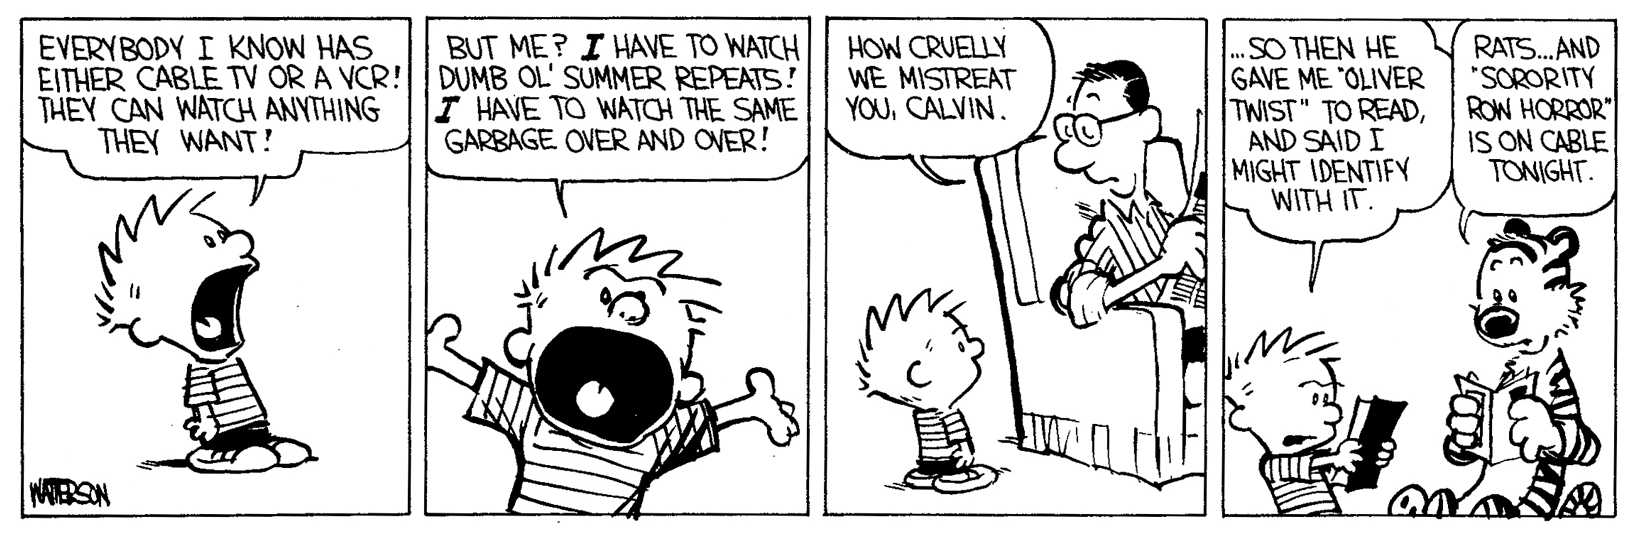 EVERYBODY I KNOW HAS
EITHER CABLE TV OR A VCR!
THEY CAN WATCH ANYTHING
THEY WANT!
WATTERSON
BUT ME? I HAVE TO WATCH
DUMB OL' SUMMER REPEATS!
I HAVE TO WATCH THE SAME
GARBAGE OVER AND OVER!
HOW CRUELLY
WE MISTREAT
YOU, CALVIN.
...SO THEN HE
GAVE ME "OLIVER
TWIST" TO READ,
AND SAID I
MIGHT IDENTIFY
WITH IT.
RATS...AND
"SORORITY
ROW HORROR"
IS ON CABLE
TONIGHT.